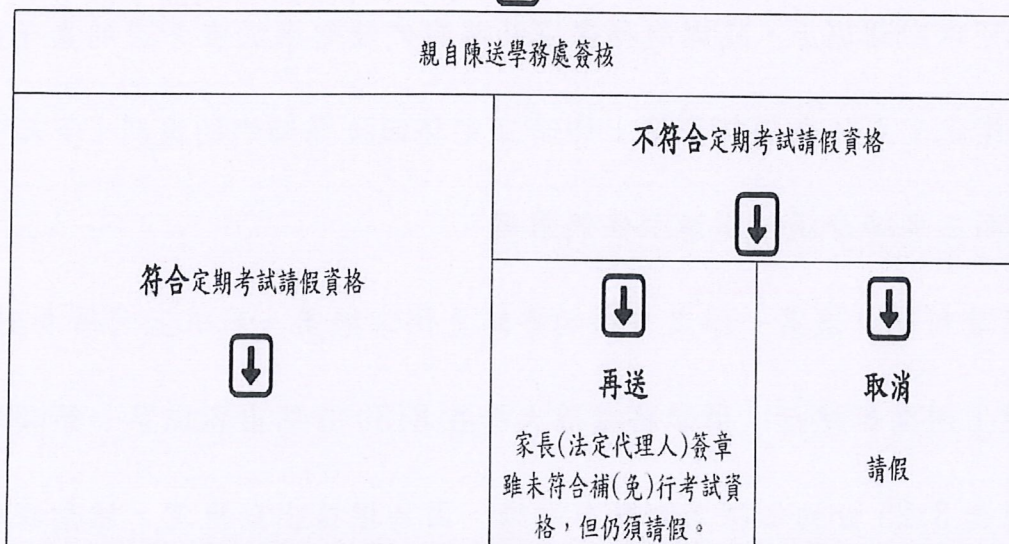 親自陳送學務處簽核
符合定期考試請假資格
不符合定期考試請假資格
再送
家長(法定代理人)簽章
雖未符合補(免)行考試資
格，但仍須請假。
取消
請假